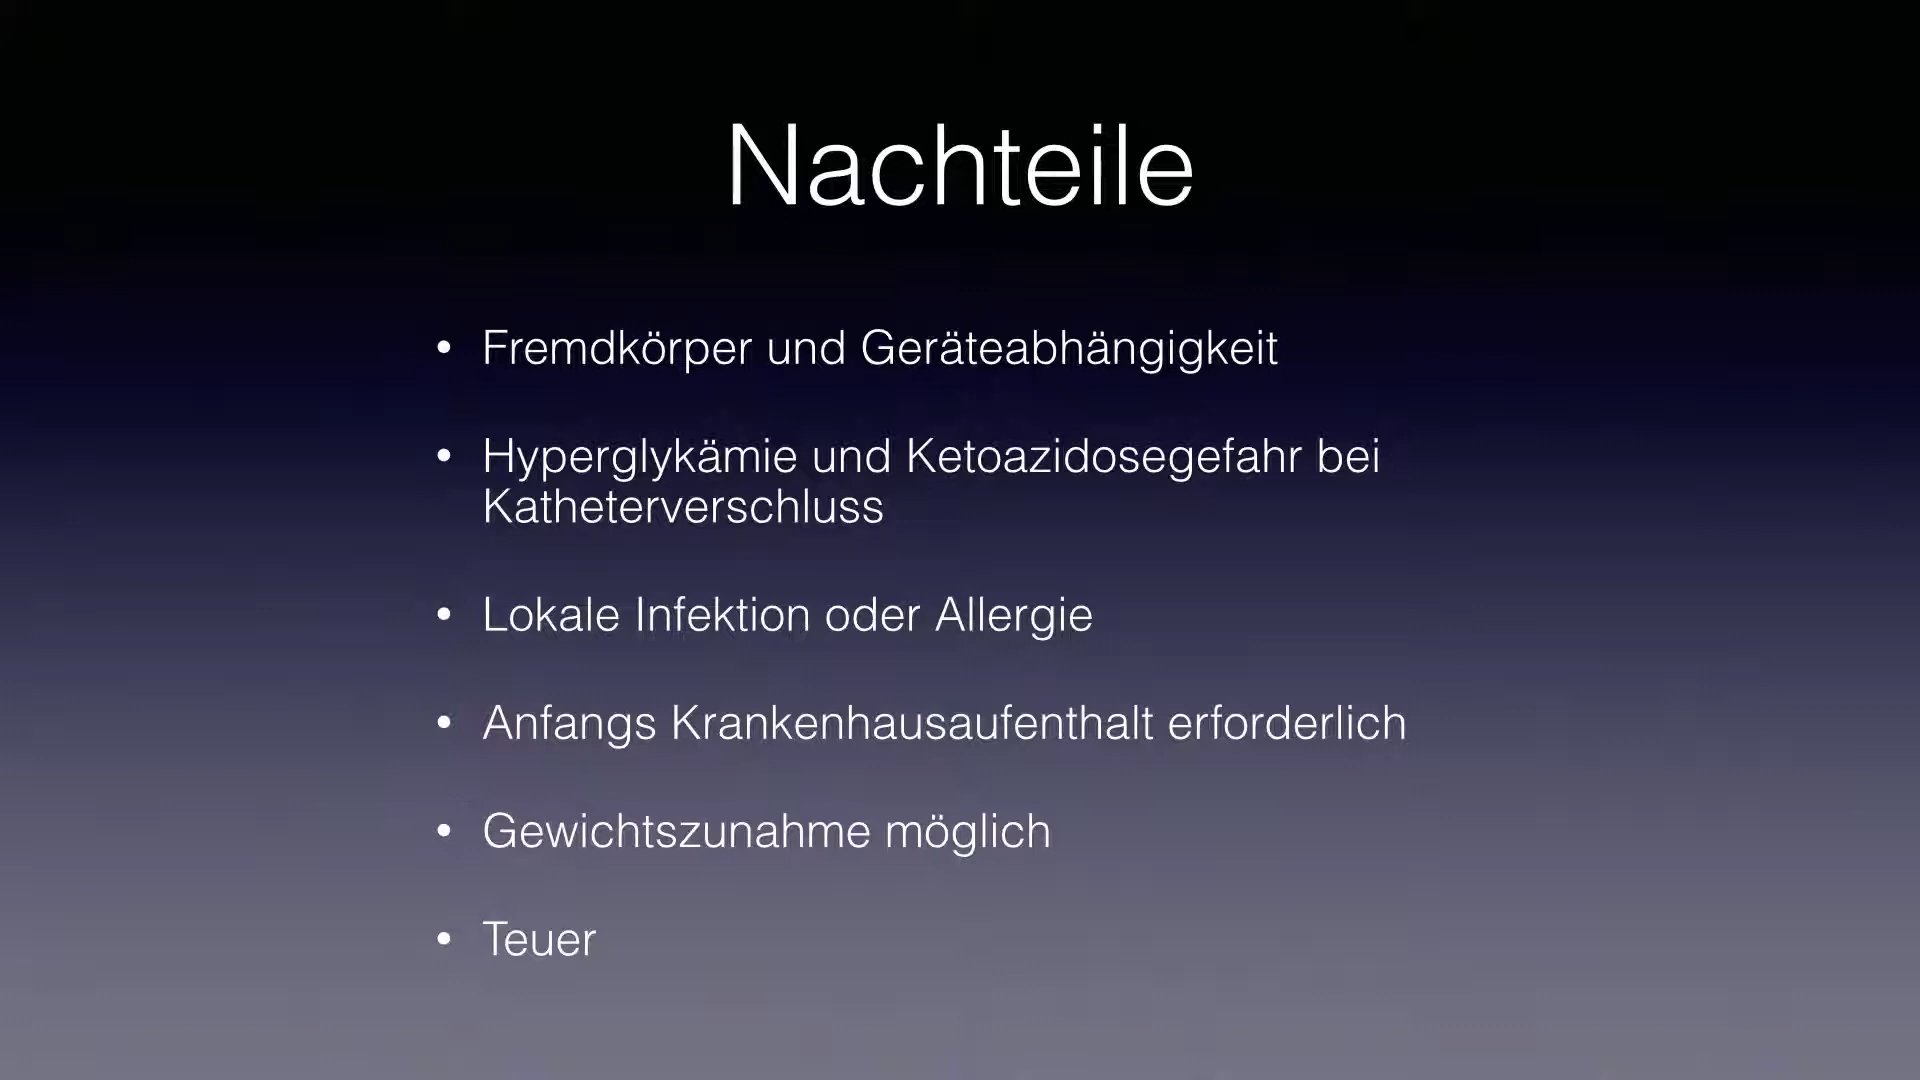 Nachteile
• Fremdkörper und Geräteabhängigkeit
• Hyperglykämie und Ketoazidosegefahr bei
Katheterverschluss
• Lokale Infektion oder Allergie
• Anfangs Krankenhausaufenthalt erforderlich
• Gewichtszunahme möglich
• Teuer